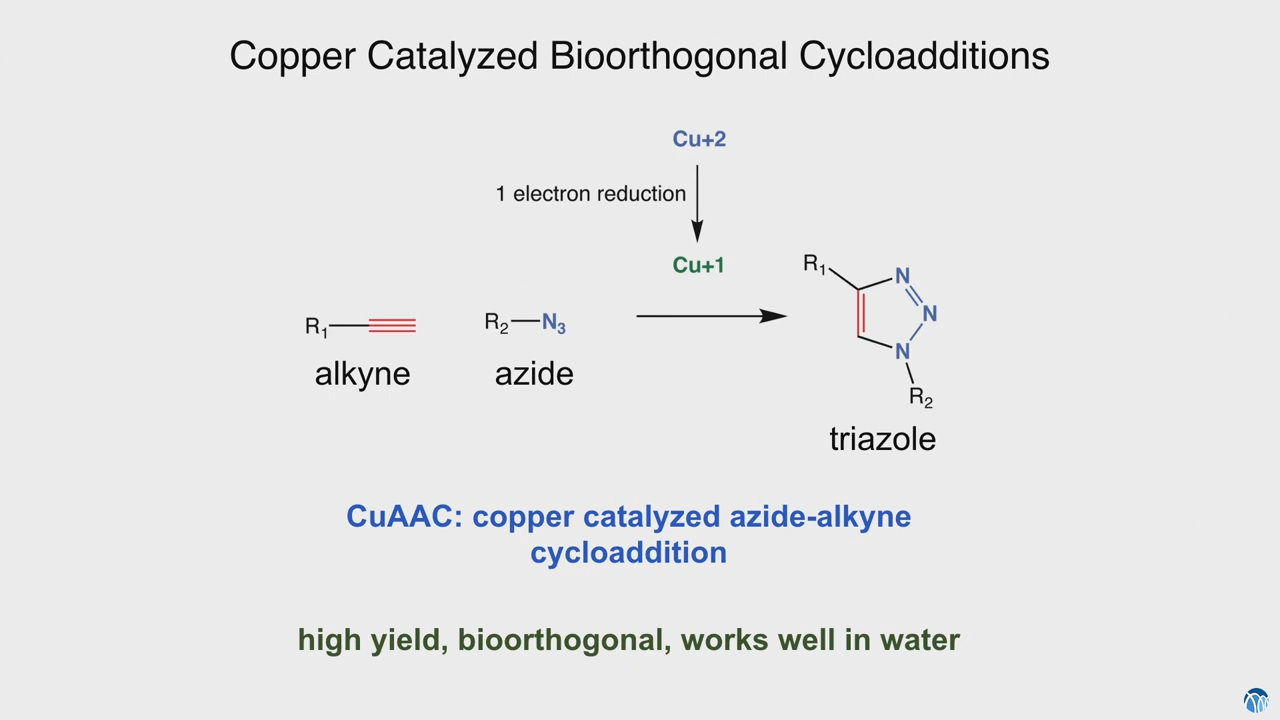 Copper Catalyzed Bioorthogonal Cycloadditions
Cu+2
1 electron reduction
Cu+1
R1
N
N
N
R2
R1
R2—N3
alkyne
azide
triazole
CuAAC: copper catalyzed azide-alkyne
cycloaddition
high yield, bioorthogonal, works well in water